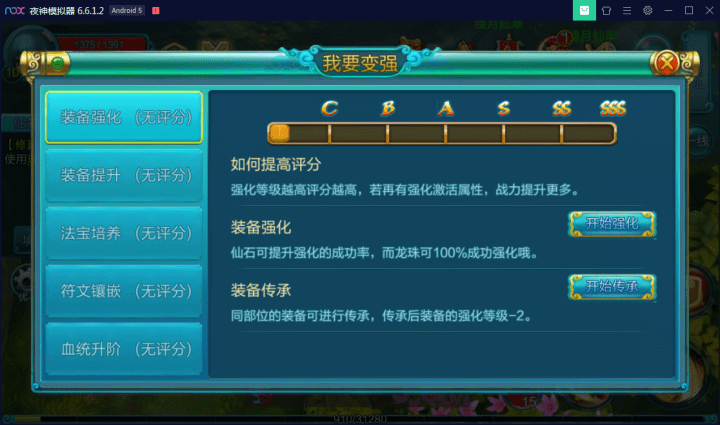 nox 夜神模拟器 6.6.1.2 Android 5
我要变强
装备强化 (无评分)
装备提升 (无评分)
法宝培养 (无评分)
符文镶嵌 (无评分)
血统升阶 (无评分)
C B A S SS SSS
如何提高评分
强化等级越高评分越高，若再有强化激活属性，战力提升更多。
装备强化
开始强化
仙石可提升强化的成功率，而龙珠可100%成功强化哦。
装备传承
开始传承
同部位的装备可进行传承，传承后装备的强化等级-2。
910/31280